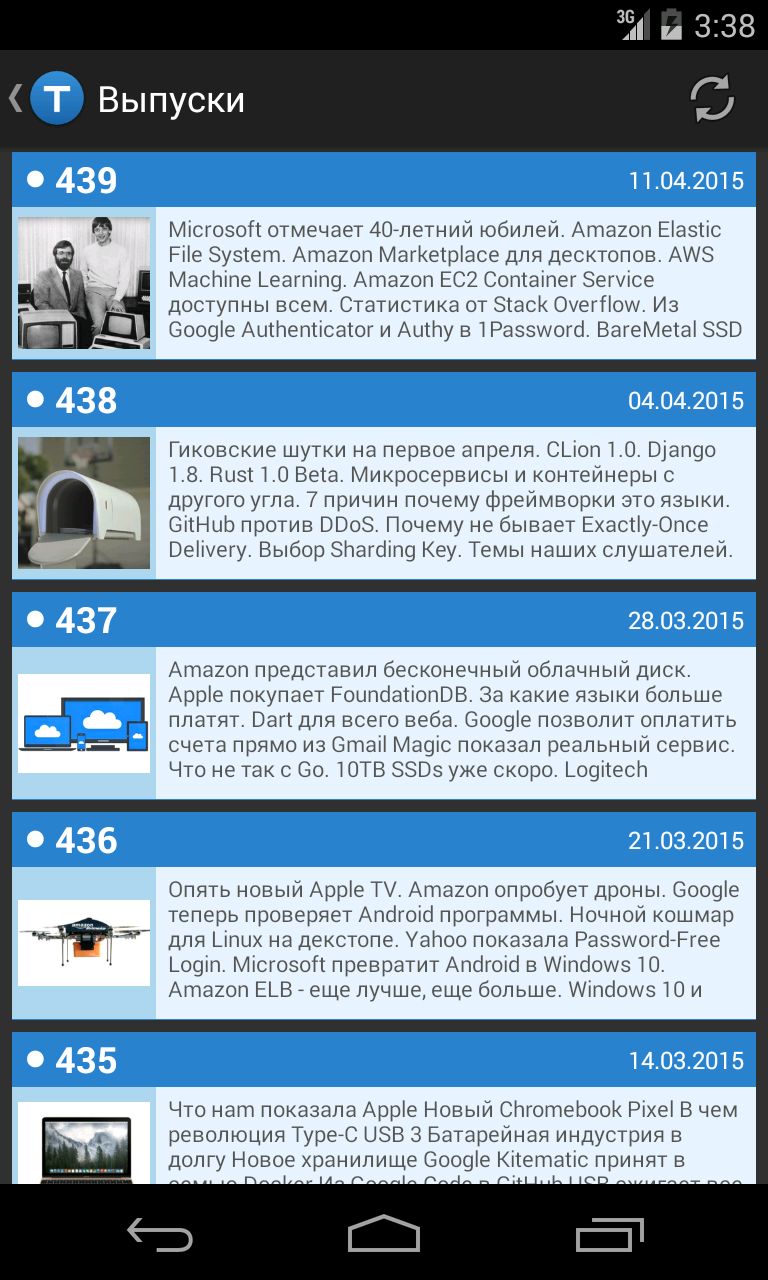 3G 3:38
T Выпуски
439 11.04.2015
Microsoft отмечает 40-летний юбилей. Amazon Elastic
File System. Amazon Marketplace для десктопов. AWS
Machine Learning. Amazon EC2 Container Service
доступны всем. Статистика от Stack Overflow. Из
Google Authenticator и Authy в 1Password. BareMetal SSD
438 04.04.2015
Гиковские шутки на первое апреля. CLion 1.0. Django
1.8. Rust 1.0 Beta. Микросервисы и контейнеры с
другого угла. 7 причин почему фреймворки это языки.
GitHub против DDoS. Почему не бывает Exactly-Once
Delivery. Выбор Sharding Key. Темы наших слушателей.
437 28.03.2015
Amazon представил бесконечный облачный диск.
Apple покупает FoundationDB. За какие языки больше
платят. Dart для всего веба. Google позволит оплатить
счета прямо из Gmail Magic показал реальный сервис.
Что не так с Go. 10TB SSDs уже скоро. Logitech
436 21.03.2015
Опять новый Apple TV. Amazon опробует дроны. Google
теперь проверяет Android программы. Ночной кошмар
для Linux на декстопе. Yahoo показала Password-Free
Login. Microsoft превратит Android в Windows 10.
Amazon ELB - еще лучше, еще больше. Windows 10 и
435 14.03.2015
Что нам показала Apple Новый Chromebook Pixel В чем
революция Type-C USB 3 Батарейная индустрия в
долгу Новое хранилище Google Kitematic принят в
семью Docker Из Google Code в GitHub USB сжигает все